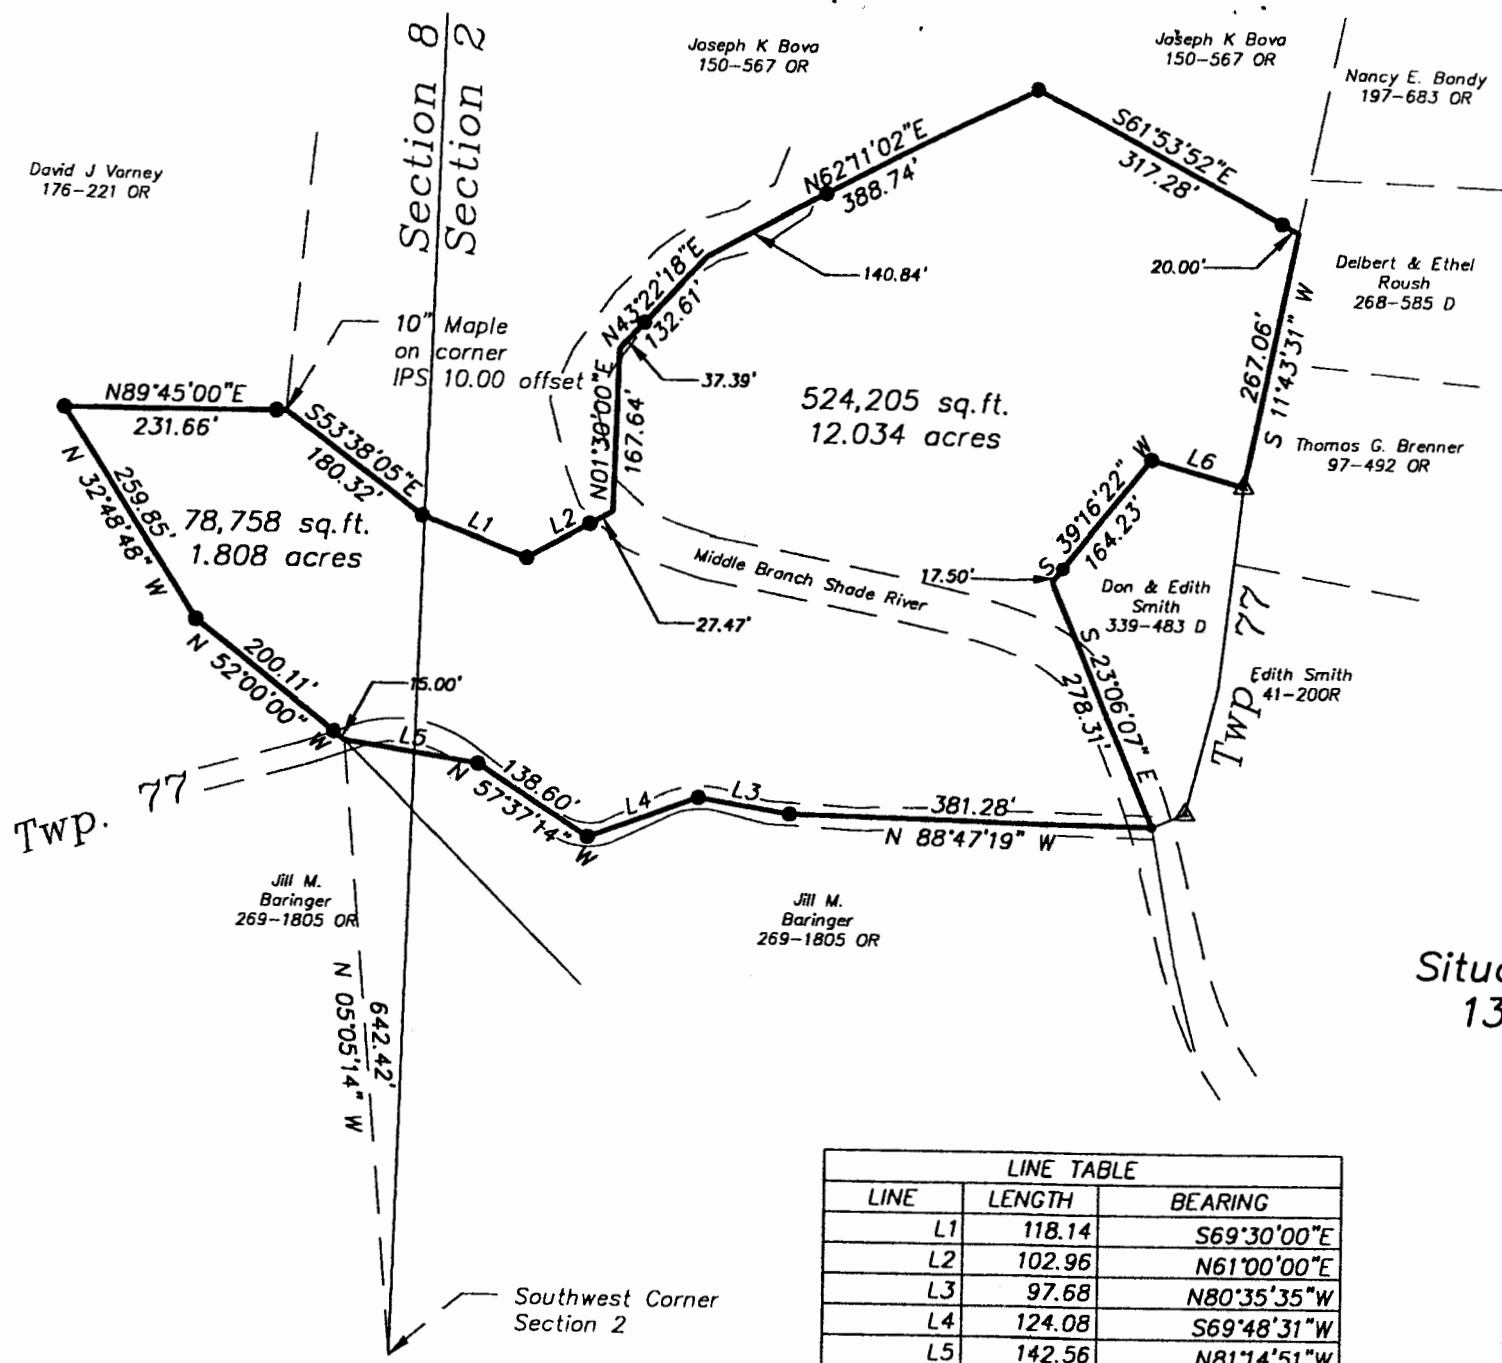 Joseph K Bova
150-567 OR
Joseph K Bova
150-567 OR
Nancy E. Bondy
197-683 OR
Section 8
Section 2
David J Varney
176-221 OR
N62°11'02"E
388.74'
S61°53'52"E
317.28'
140.84'
20.00'
Delbert & Ethel
Roush
268-585 D
N43°22'18"E
132.61'
267.06'
S 11°43'31" W
10" Maple
on corner
IPS 10.00 offset
37.39'
N89°45'00"E
231.66'
S53°38'05"E
180.32'
N01°30'00"E
167.64'
524,205 sq.ft.
12.034 acres
Thomas G. Brenner
97-492 OR
L6
S 39°16'22" W
164.23'
259.85'
N 32°48'48" W
78,758 sq.ft.
1.808 acres
L1
L2
Middle Branch Shade River
17.50'
Don & Edith
Smith
339-483 D
27.47'
S 23°06'07" E
278.31'
Twp 77
Edith Smith
41-200R
200.11'
N 52°00'00" W
15.00'
L5
138.60'
N 57°37'14" W
L4
L3
381.28'
N 88°47'19" W
Twp. 77
Jill M.
Baringer
269-1805 OR
Jill M.
Baringer
269-1805 OR
642.42'
N 05°05'14" W
13
Southwest Corner
Section 2
LINE TABLE
LINE LENGTH BEARING
L1 118.14 S69°30'00"E
L2 102.96 N61°00'00"E
L3 97.68 N80°35'35"W
L4 124.08 S69°48'31"W
L5 142.56 N81°14'51"W